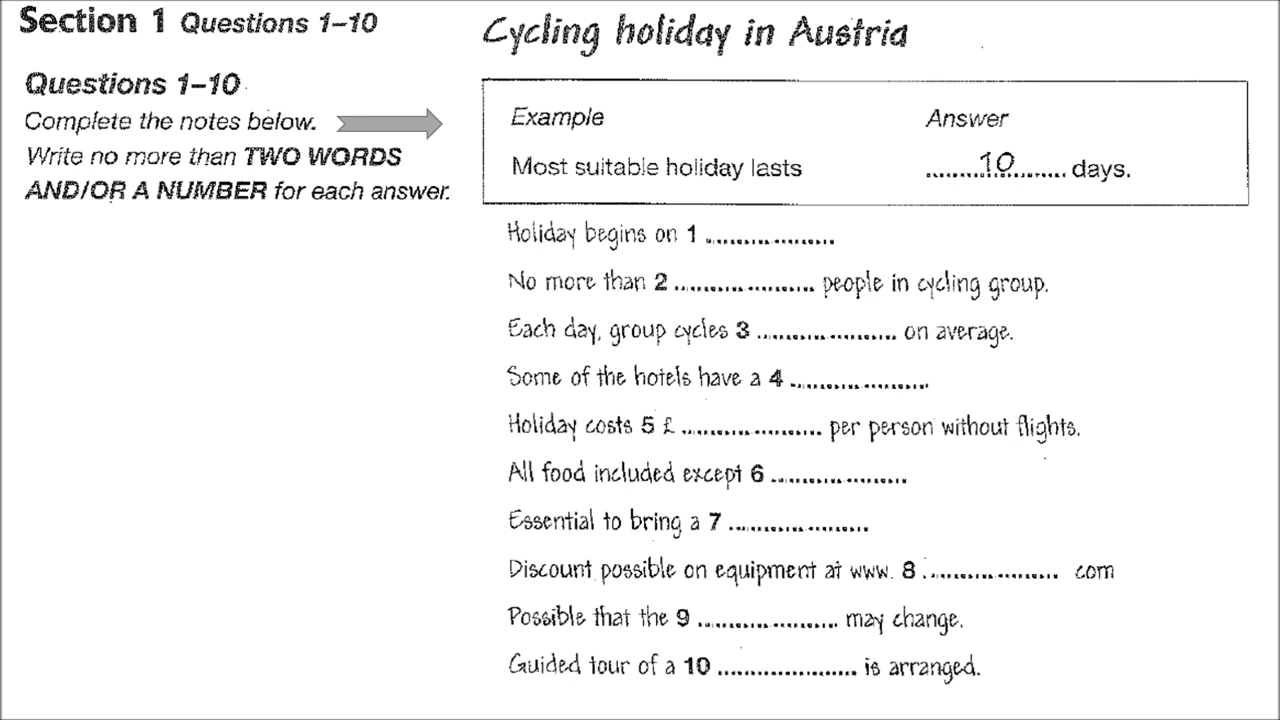 Section 1 Questions 1–10
Questions 1–10
Complete the notes below.
Write no more than TWO WORDS
AND/OR A NUMBER for each answer.
Cycling holiday in Austria
Example Answer
Most suitable holiday lasts ....................10.................... days.
Holiday begins on 1 ....................
No more than 2 .................... people in cycling group.
Each day, group cycles 3 .................... on average.
Some of the hotels have a 4 ....................
Holiday costs 5 £ .................... per person without flights.
All food included except 6 ....................
Essential to bring a 7 ....................
Discount possible on equipment at www. 8 .................... com
Possible that the 9 .................... may change.
Guided tour of a 10 .................... is arranged.